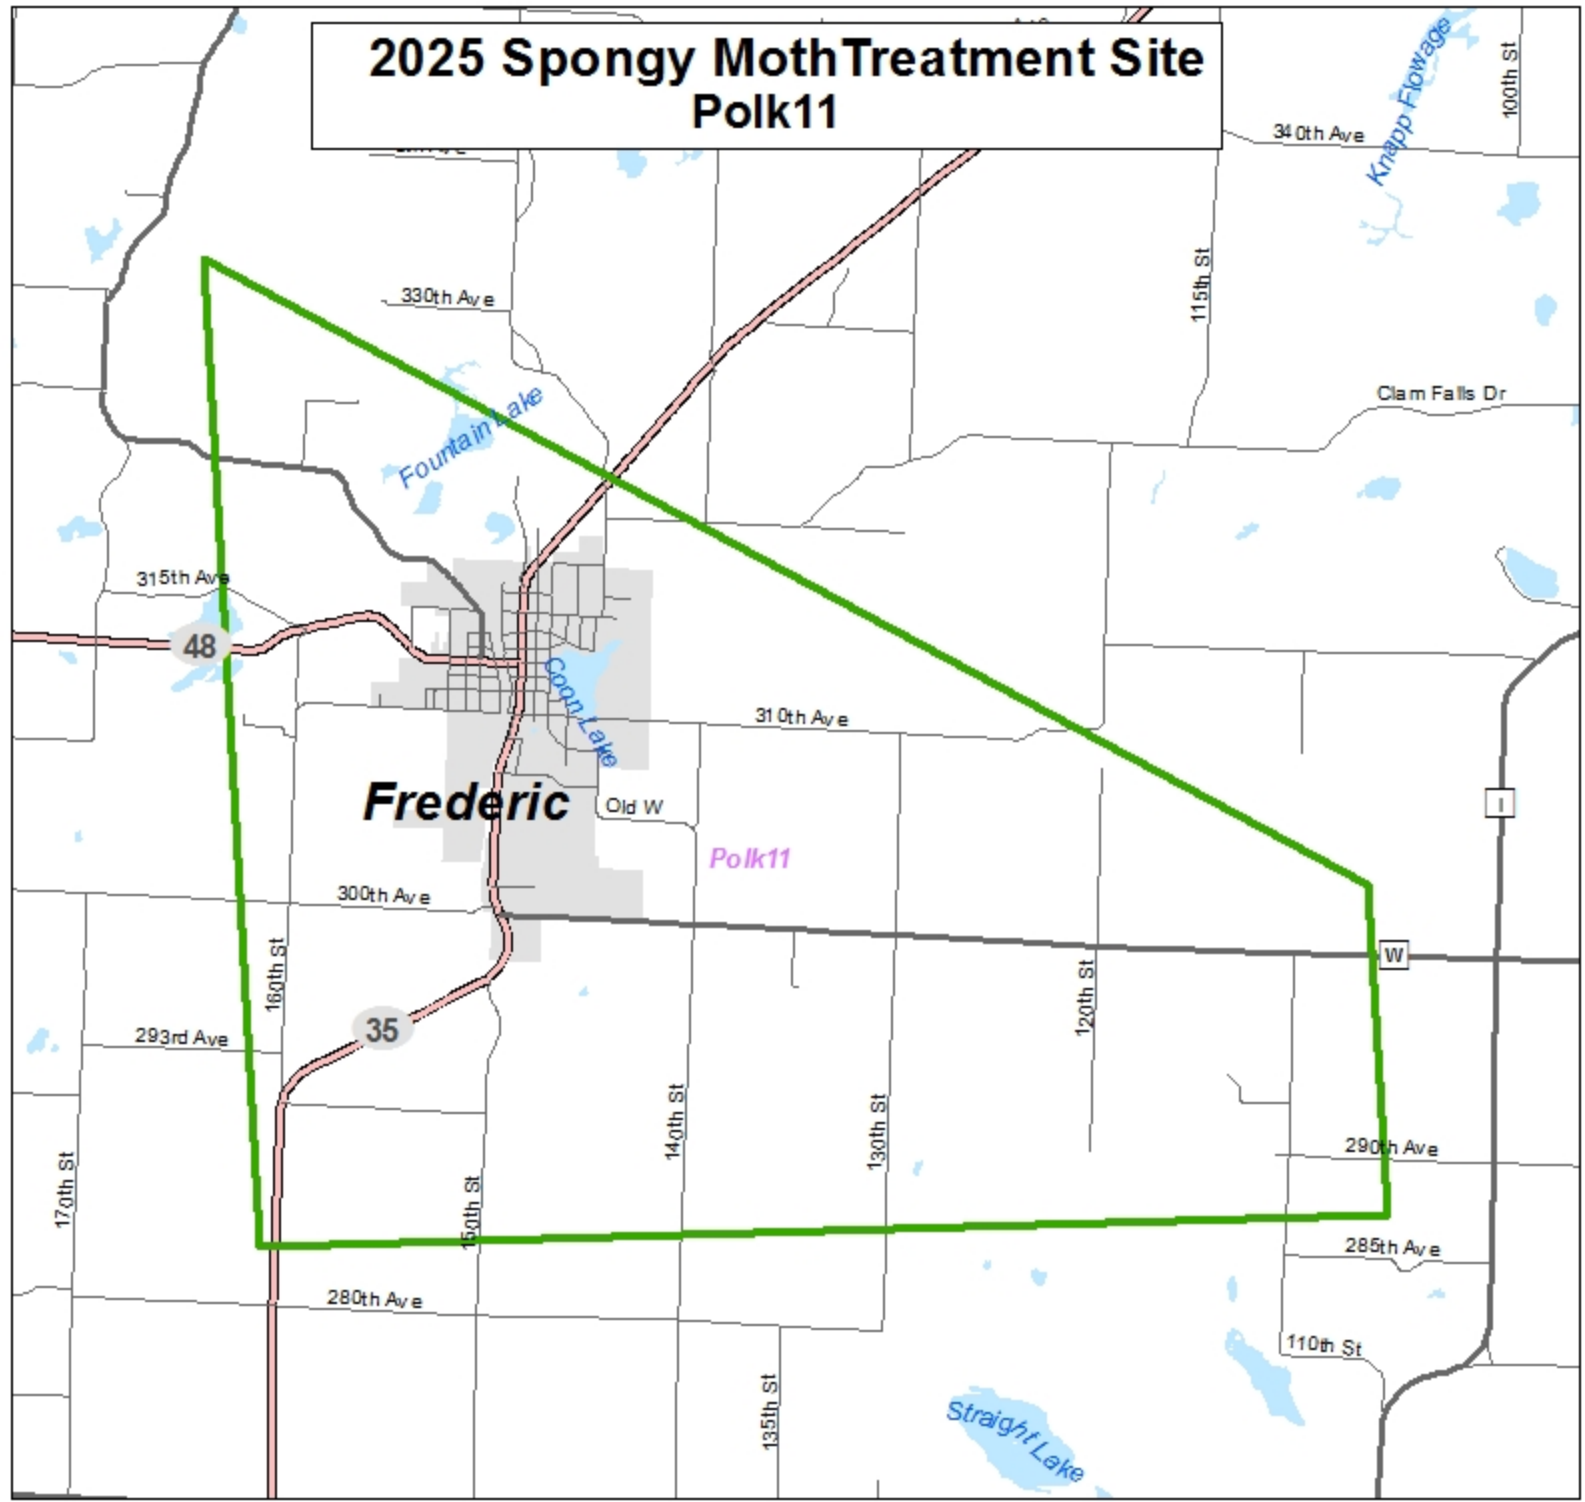 2025 Spongy MothTreatment Site
Polk11
100th St
Knapp Flowage
340th Ave
115th St
330th Ave
Clam Falls Dr
Fountain Lake
315th Ave
48
Coon Lake
310th Ave
I
Frederic
Old W
Polk11
300th Ave
W
160th St
120th St
35
293rd Ave
140th St
130th St
290th Ave
170th St
150th St
285th Ave
280th Ave
110th St
135th St
Straight Lake